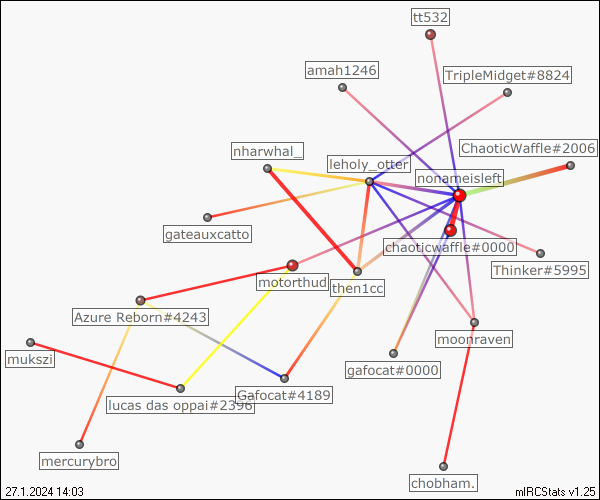 tt532
amah1246
TripleMidget#8824
nharwhal_
leholy_otter
ChaoticWaffle#2006
nonameisleft
gateauxcatto
chaoticwaffle#0000
Thinker#5995
motorthud
then1cc
Azure Reborn#4243
moonraven
mukszi
gafocat#0000
lucas das oppai#2396
Gafocat#4189
mercurybro
chobham.
27.1.2024 14:03
mIRCStats v1.25